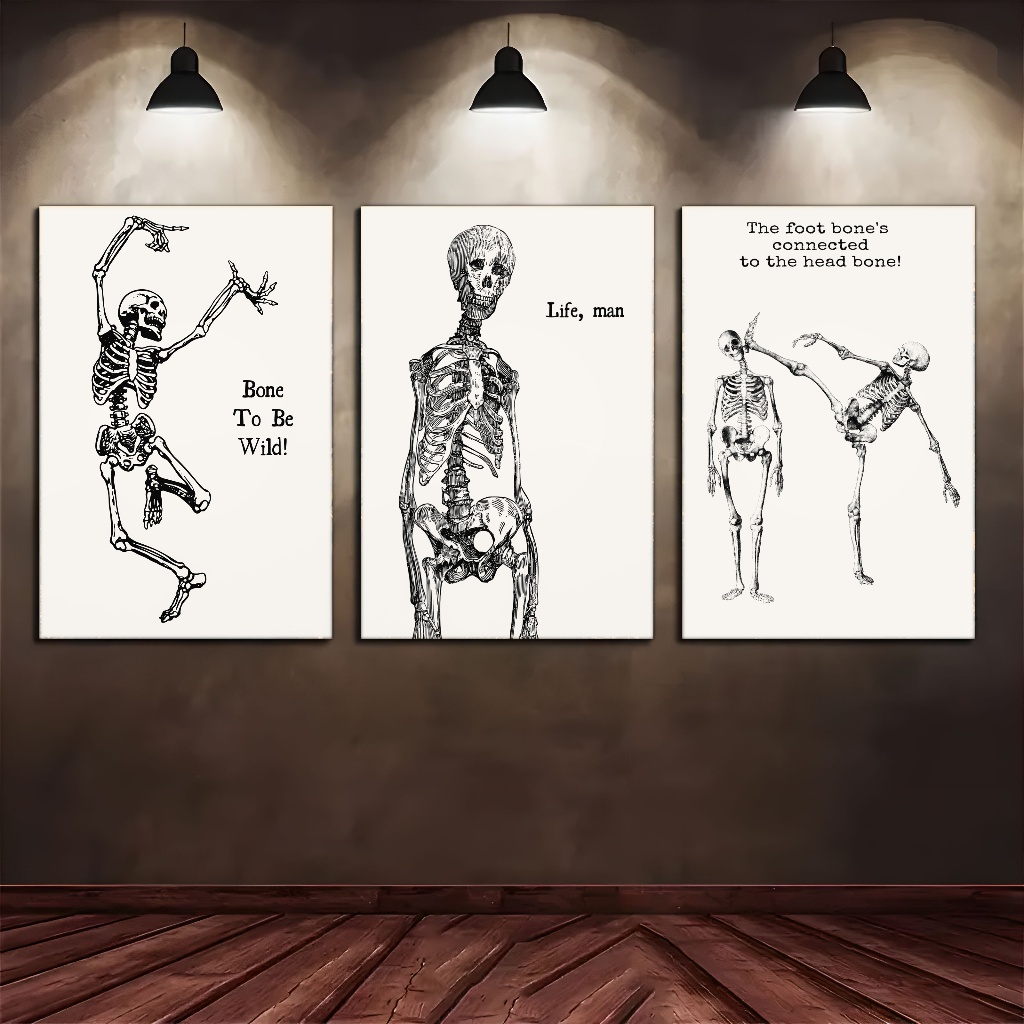 Bone
To Be
Wild!
Life, man
The foot bone's
connected
to the head bone!